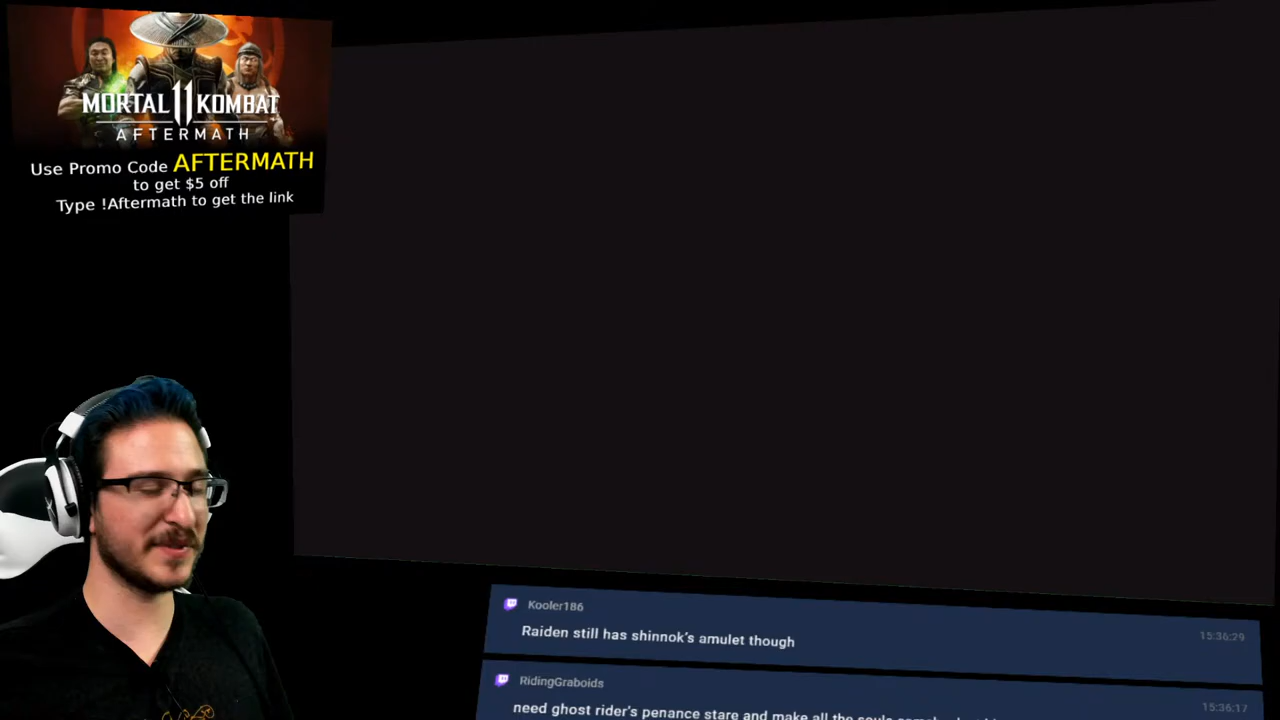 MORTAL 11 KOMBAT
AFTERMATH
Use Promo Code AFTERMATH
to get $5 off
Type !Aftermath to get the link
Kooler186
15:36:29
Raiden still has shinnok's amulet though
RidingGraboids
15:36:17
need ghost rider's penance stare and make all the souls